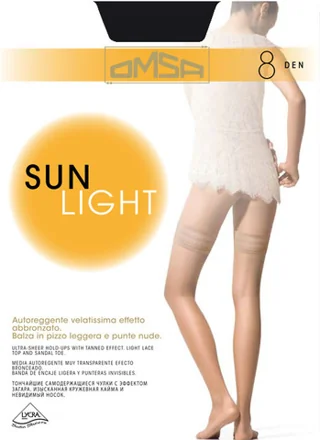 OMSA
8 DEN
SUN
LIGHT
Autoreggente velatissima effetto
abbronzato.
Balza in pizzo leggera e punte nude.
ULTRA-SHEER HOLD-UPS WITH TANNED EFFECT. LIGHT LACE
TOP AND SANDAL TOE.
MEDIA AUTOREGENTE MUY TRANSPARENTE EFECTO
BRONCEADO.
BANDA DE ENCAJE LIGERA Y PUNTERAS INVISIBLES.
ТОНЧАЙШИЕ САМОДЕРЖАЩИЕСЯ ЧУЛКИ С ЭФФЕКТОМ
ЗАГАРА. ИЗЫСКАННАЯ КРУЖЕВНАЯ КАЙМА И
НЕВИДИМЫЙ НОСОК.
LYCRA